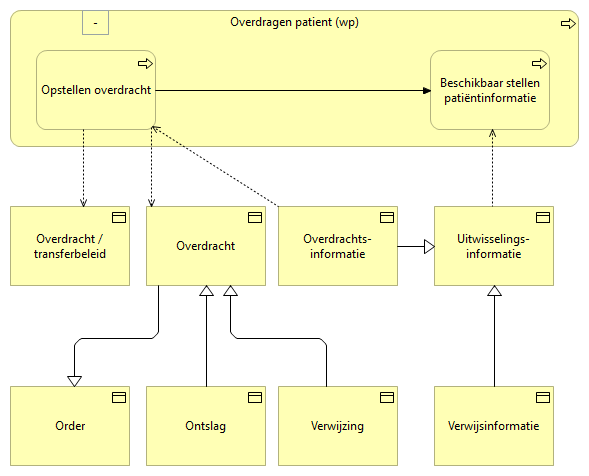 -
Overdragen patient (wp)
Opstellen overdracht
Beschikbaar stellen
patiëntinformatie
Overdracht /
transferbeleid
Overdracht
Overdrachts-
informatie
Uitwisselings-
informatie
Order
Ontslag
Verwijzing
Verwijsinformatie